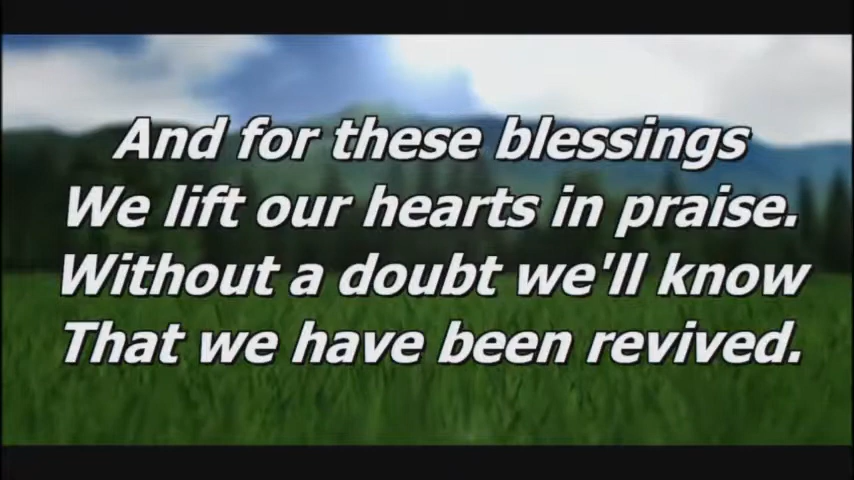 And for these blessings
We lift our hearts in praise.
Without a doubt we'll know
That we have been revived.